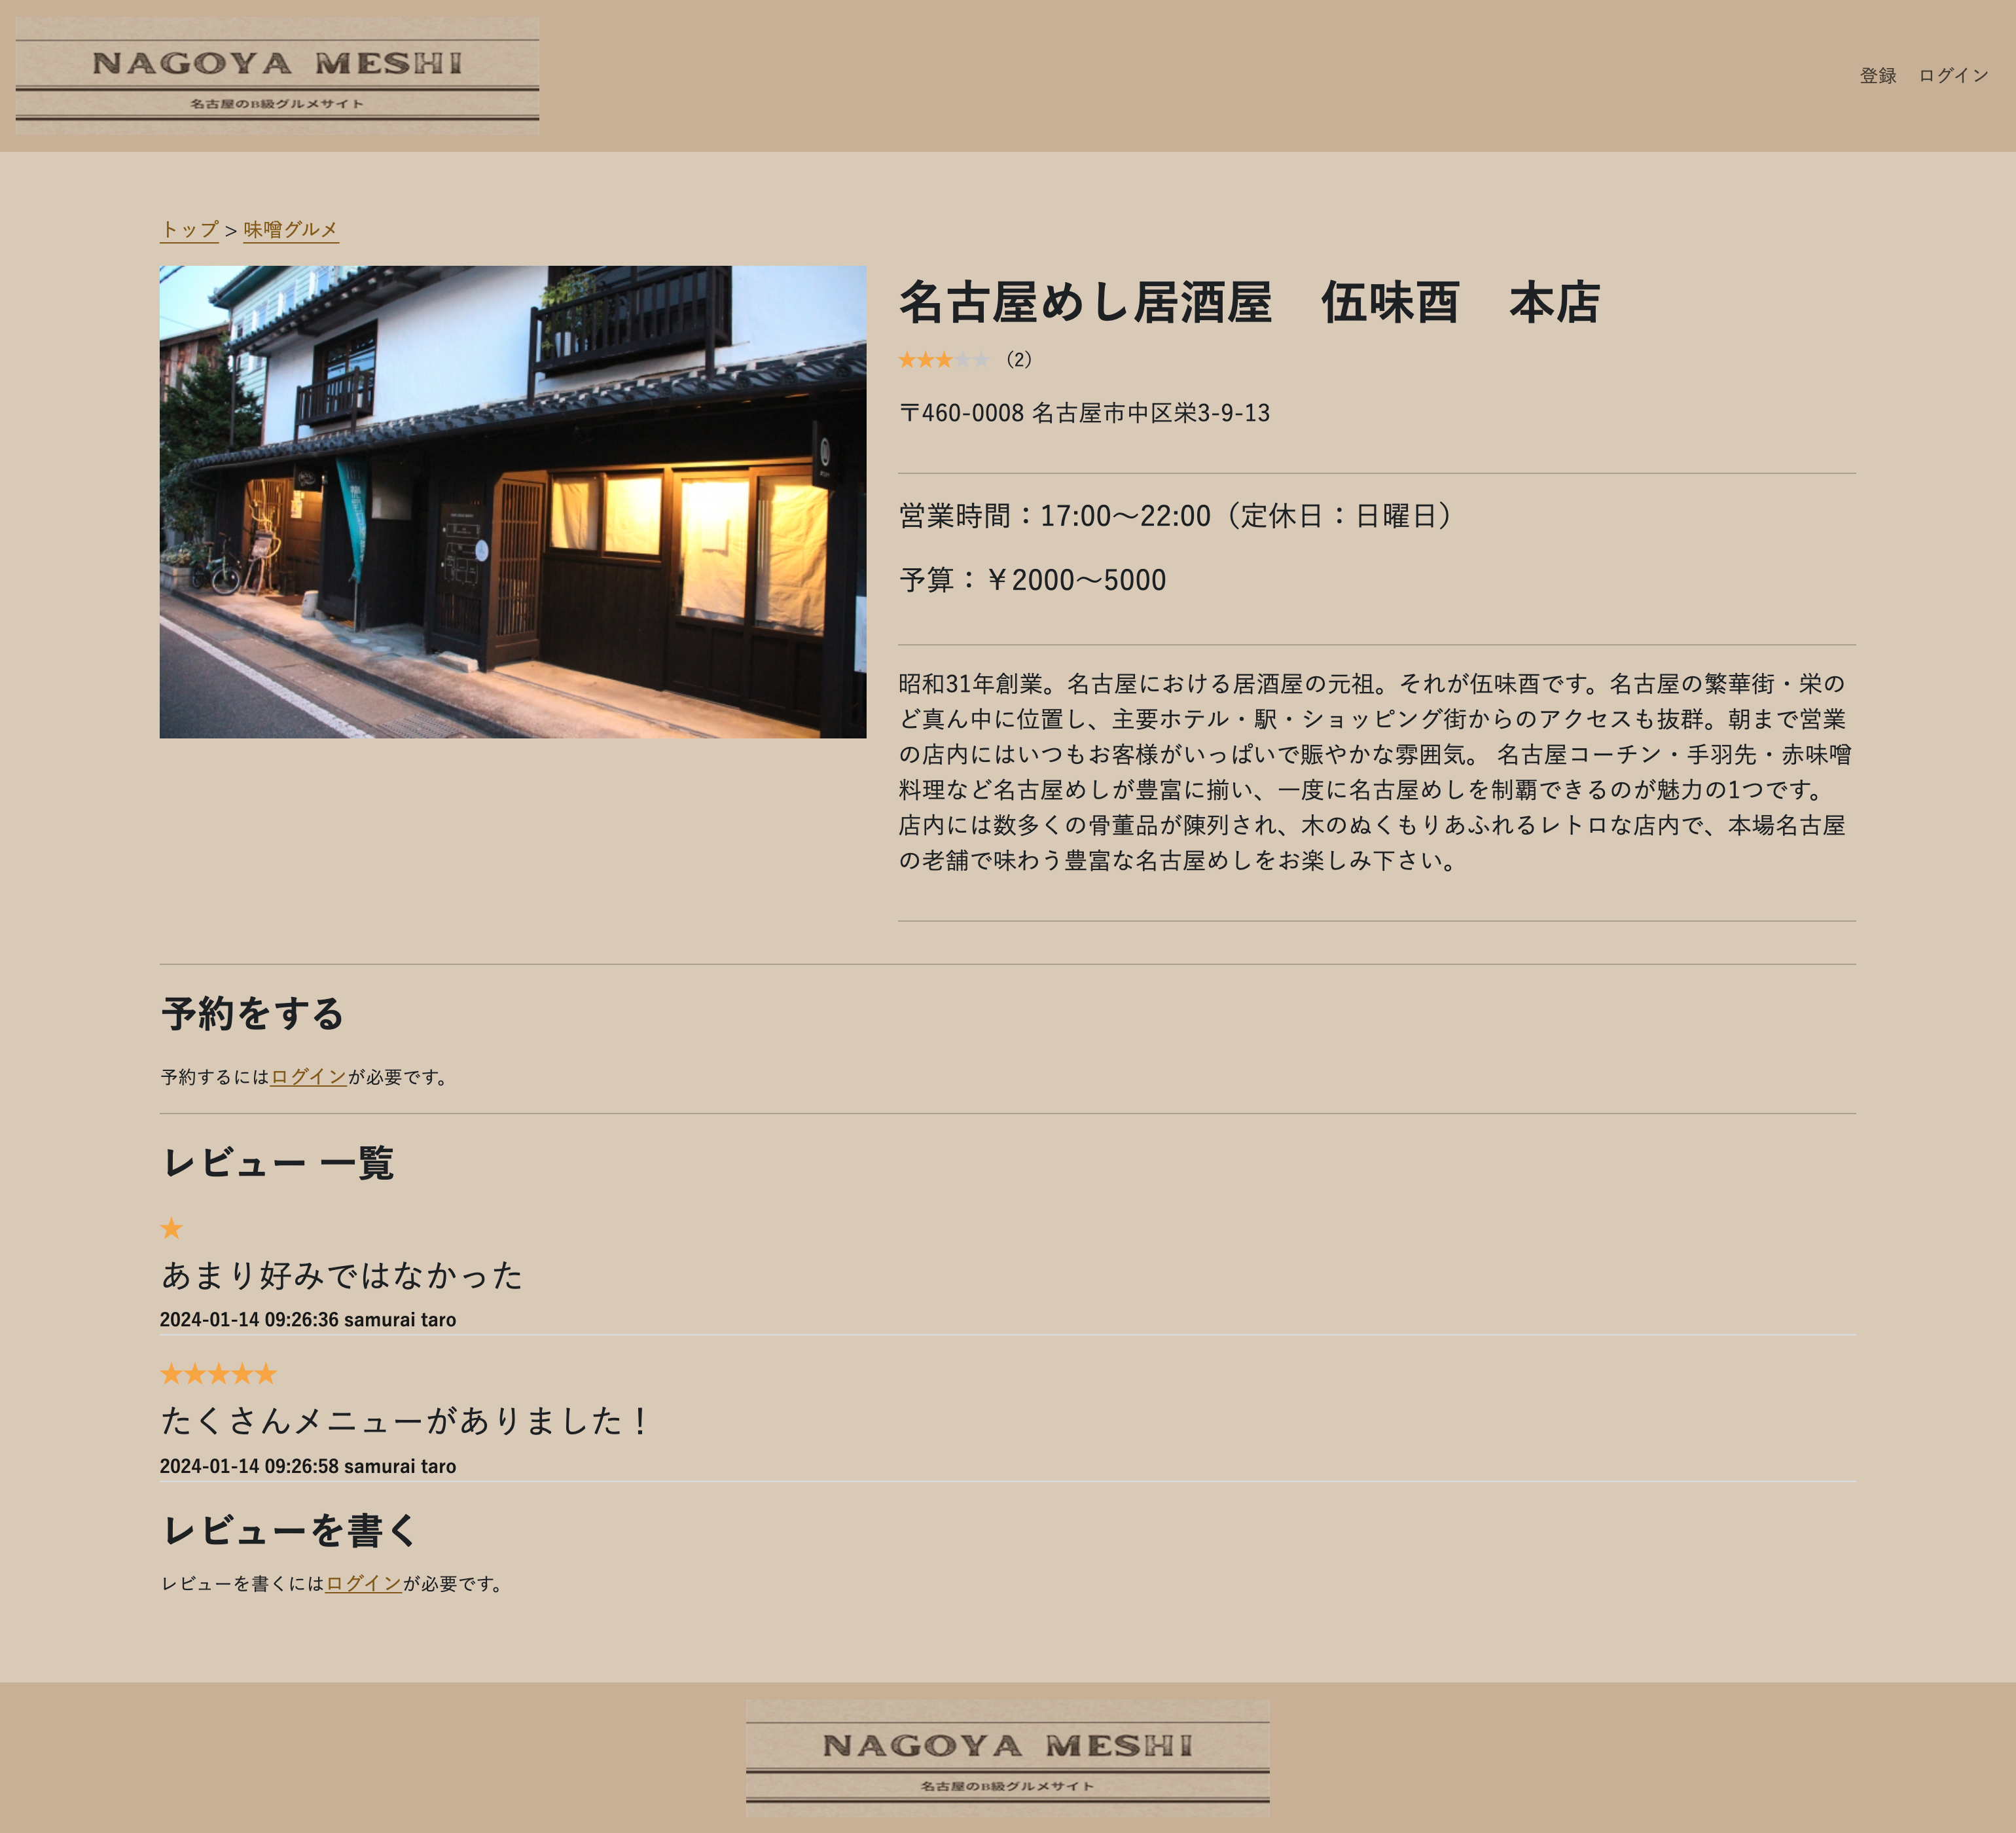 NAGOYA MESHI
名古屋のB級グルメサイト
登録 ログイン
トップ > 味噌グルメ
名古屋めし居酒屋　伍味酉　本店
★★★★★ （2）
〒460-0008 名古屋市中区栄3-9-13
営業時間：17:00〜22:00（定休日：日曜日）
予算：￥2000〜5000
昭和31年創業。名古屋における居酒屋の元祖。それが伍味酉です。名古屋の繁華街・栄の
ど真ん中に位置し、主要ホテル・駅・ショッピング街からのアクセスも抜群。朝まで営業
の店内にはいつもお客様がいっぱいで賑やかな雰囲気。 名古屋コーチン・手羽先・赤味噌
料理など名古屋めしが豊富に揃い、一度に名古屋めしを制覇できるのが魅力の1つです。
店内には数多くの骨董品が陳列され、木のぬくもりあふれるレトロな店内で、本場名古屋
の老舗で味わう豊富な名古屋めしをお楽しみ下さい。
予約をする
予約するにはログインが必要です。
レビュー 一覧
★
あまり好みではなかった
2024-01-14 09:26:36 samurai taro
★★★★★
たくさんメニューがありました！
2024-01-14 09:26:58 samurai taro
レビューを書く
レビューを書くにはログインが必要です。
NAGOYA MESHI
名古屋のB級グルメサイト